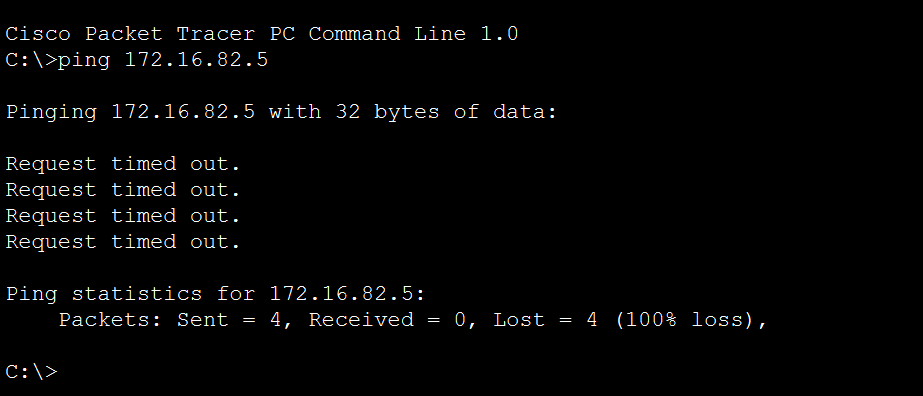 Cisco Packet Tracer PC Command Line 1.0
C:\>ping 172.16.82.5
Pinging 172.16.82.5 with 32 bytes of data:
Request timed out.
Request timed out.
Request timed out.
Request timed out.
Ping statistics for 172.16.82.5:
    Packets: Sent = 4, Received = 0, Lost = 4 (100% loss),
C:\>